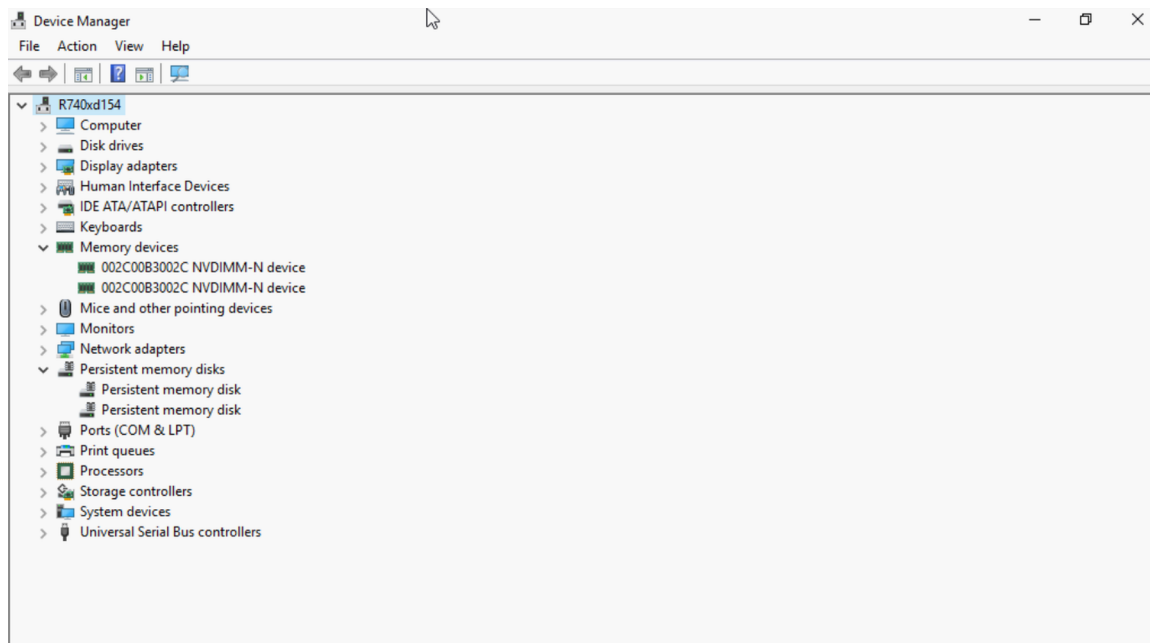 Device Manager
File Action View Help
R740xd154
Computer
Disk drives
Display adapters
Human Interface Devices
IDE ATA/ATAPI controllers
Keyboards
Memory devices
002C00B3002C NVDIMM-N device
002C00B3002C NVDIMM-N device
Mice and other pointing devices
Monitors
Network adapters
Persistent memory disks
Persistent memory disk
Persistent memory disk
Ports (COM & LPT)
Print queues
Processors
Storage controllers
System devices
Universal Serial Bus controllers